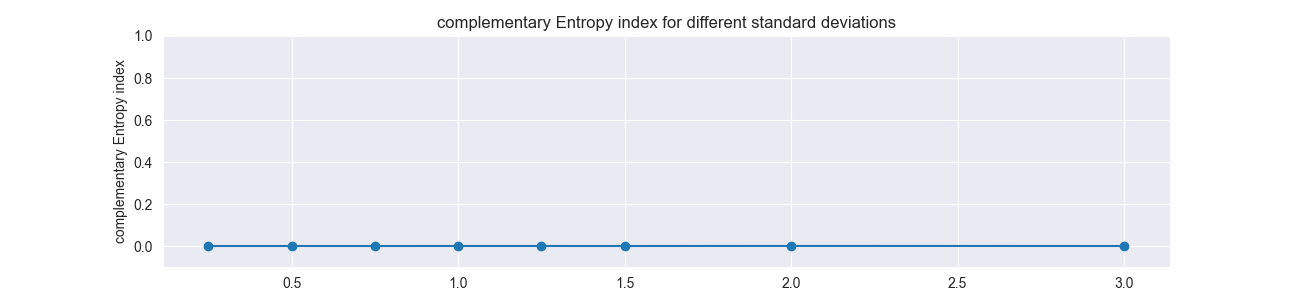 complementary Entropy index for different standard deviations
complementary Entropy index
1.0
0.8
0.6
0.4
0.2
0.0
0.5 1.0 1.5 2.0 2.5 3.0